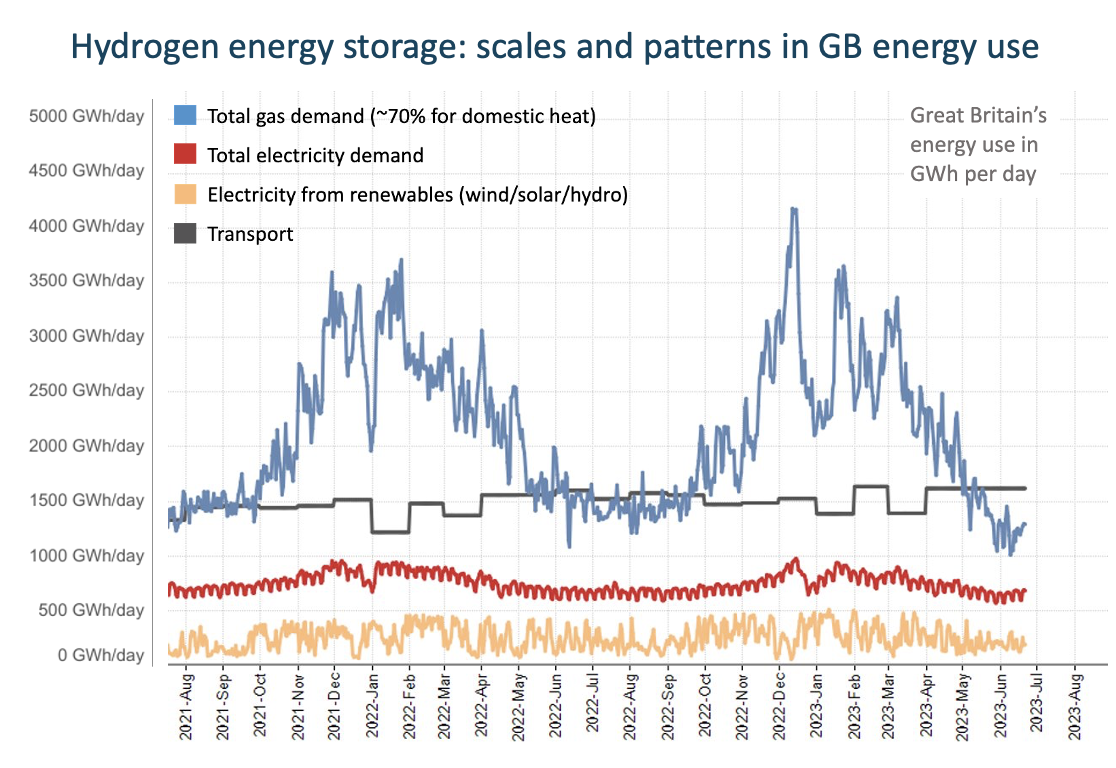 Hydrogen energy storage: scales and patterns in GB energy use
5000 GWh/day
4500 GWh/day
4000 GWh/day
3500 GWh/day
3000 GWh/day
2500 GWh/day
2000 GWh/day
1500 GWh/day
1000 GWh/day
500 GWh/day
0 GWh/day
Total gas demand (~70% for domestic heat)
Total electricity demand
Electricity from renewables (wind/solar/hydro)
Transport
Great Britain's
energy use in
GWh per day
2021-Aug
2021-Sep
2021-Oct
2021-Nov
2021-Dec
2022-Jan
2022-Feb
2022-Mar
2022-Apr
2022-May
2022-Jun
2022-Jul
2022-Aug
2022-Sep
2022-Oct
2022-Nov
2022-Dec
2023-Jan
2023-Feb
2023-Mar
2023-Apr
2023-May
2023-Jun
2023-Jul
2023-Aug